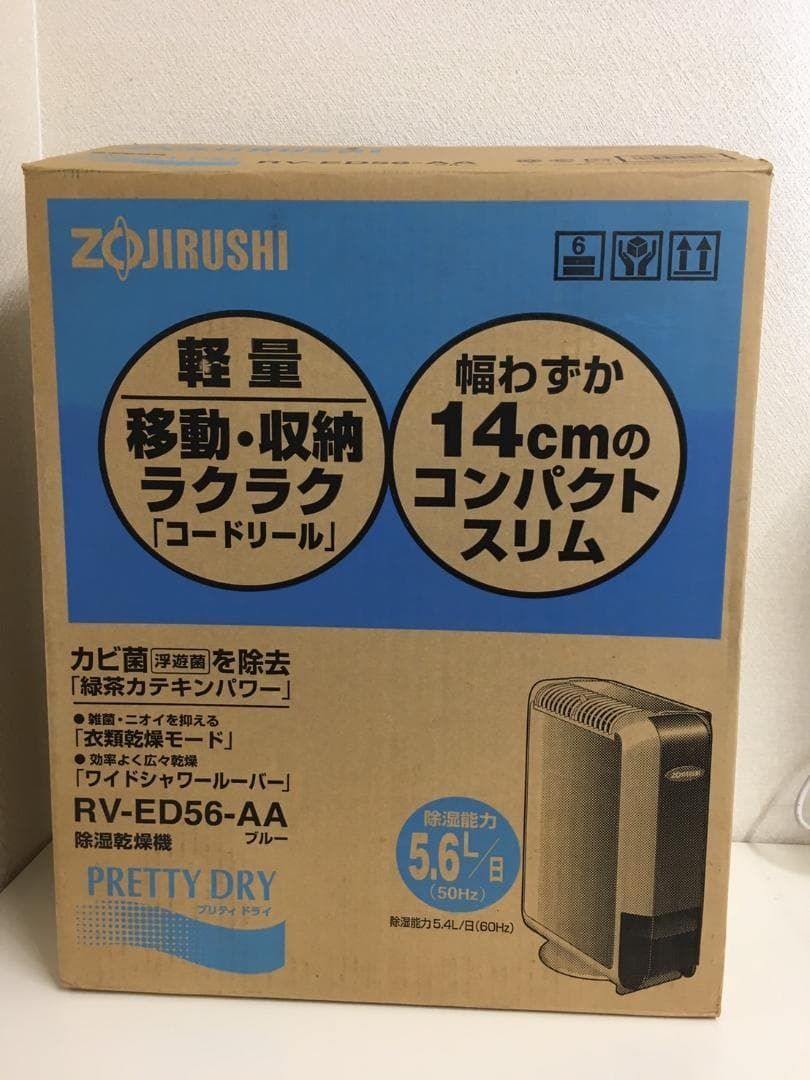 RV-ED56-AA
ZOJIRUSHI
6
軽量
移動・収納
ラクラク
「コードリール」
幅わずか
14cmの
コンパクト
スリム
カビ菌 浮遊菌 を除去
「緑茶カテキンパワー」
●雑菌・ニオイを抑える
「衣類乾燥モード」
●効率よく広々乾燥
「ワイドシャワールーバー」
RV-ED56-AA
ブルー
除湿乾燥機
PRETTY DRY
プリティ ドライ
除湿能力
5.6L/日
(50Hz)
除湿能力5.4L/日(60Hz)
ZOJIRUSHI